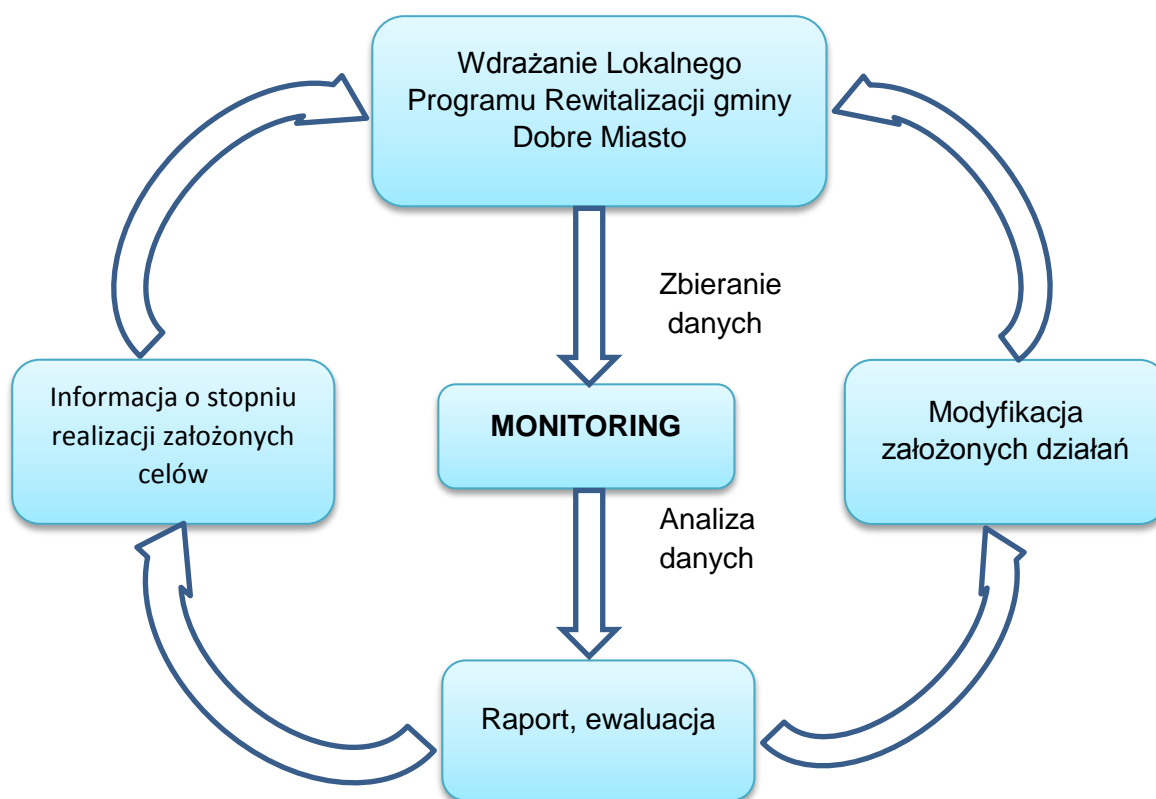 Wdrażanie Lokalnego
Programu Rewitalizacji gminy
Dobre Miasto
Zbieranie
danych
Informacja o stopniu
realizacji założonych
celów
MONITORING
Modyfikacja
założonych działań
Analiza
danych
Raport, ewaluacja